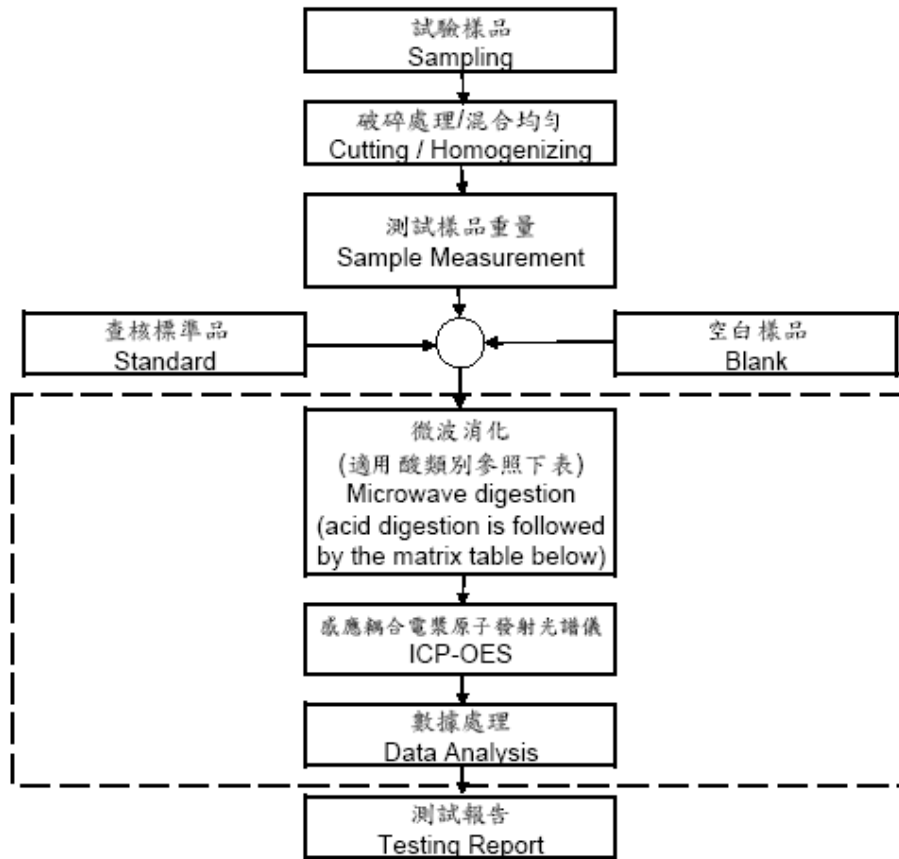 試驗樣品
Sampling
破碎處理/混合均勻
Cutting / Homogenizing
測試樣品重量
Sample Measurement
查核標準品
Standard
空白樣品
Blank
微波消化
(適用酸類別參照下表)
Microwave digestion
(acid digestion is followed
by the matrix table below)
感應耦合電漿原子發射光譜儀
ICP-OES
數據處理
Data Analysis
測試報告
Testing Report